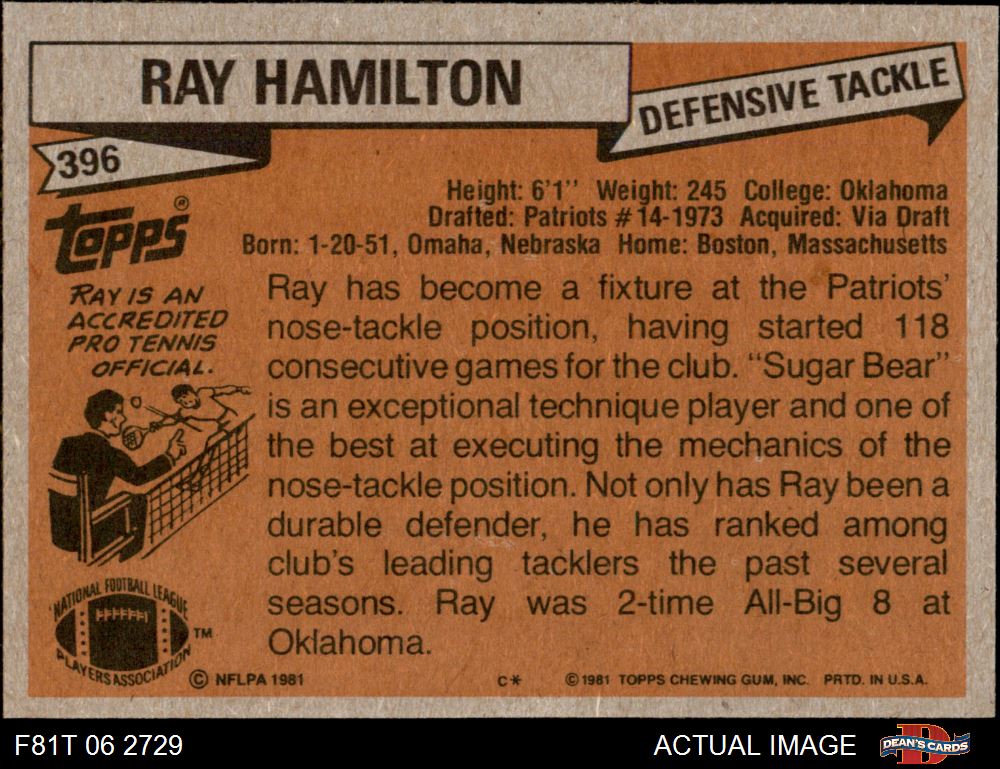 RAY HAMILTON
DEFENSIVE TACKLE
396
topps®
Height: 6'1" Weight: 245 College: Oklahoma
Drafted: Patriots #14-1973 Acquired: Via Draft
Born: 1-20-51, Omaha, Nebraska Home: Boston, Massachusetts
RAY IS AN
ACCREDITED
PRO TENNIS
OFFICIAL.
Ray has become a fixture at the Patriots'
nose-tackle position, having started 118
consecutive games for the club. "Sugar Bear"
is an exceptional technique player and one of
the best at executing the mechanics of the
nose-tackle position. Not only has Ray been a
durable defender, he has ranked among
club's leading tacklers the past several
seasons. Ray was 2-time All-Big 8 at
Oklahoma.
NATIONAL FOOTBALL LEAGUE
PLAYERS ASSOCIATION
TM
© NFLPA 1981
C*
© 1981 TOPPS CHEWING GUM, INC. PRTD. IN U.S.A.
F81T 06 2729
ACTUAL IMAGE
DEAN'S CARDS